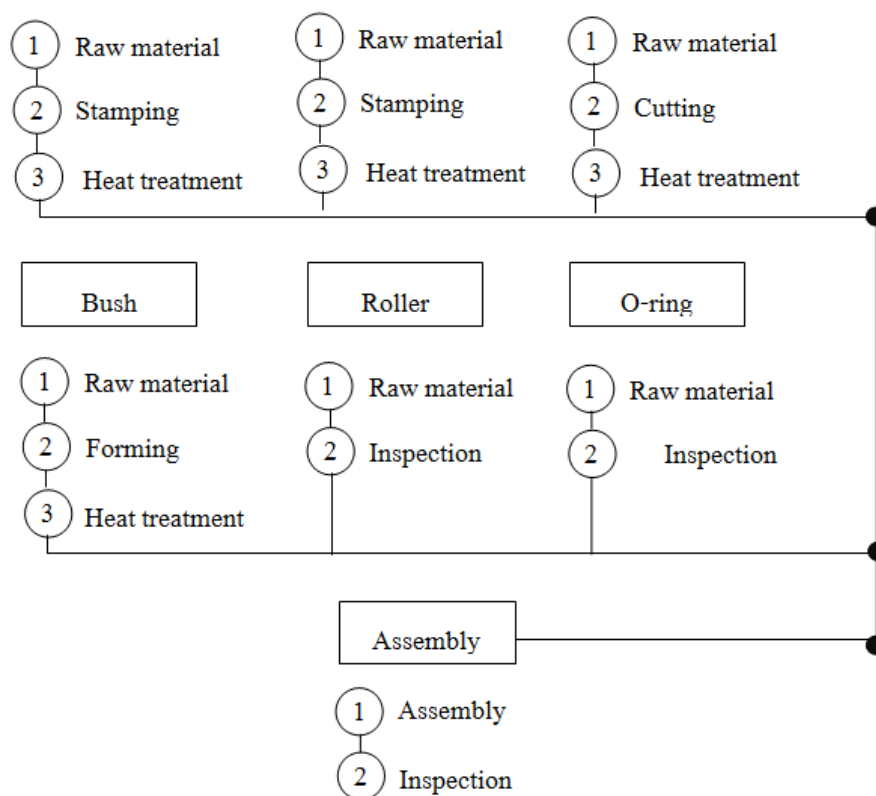 1 Raw material 1 Raw material 1 Raw material
2 Stamping 2 Stamping 2 Cutting
3 Heat treatment 3 Heat treatment 3 Heat treatment
Bush Roller O-ring
1 Raw material 1 Raw material 1 Raw material
2 Forming 2 Inspection 2 Inspection
3 Heat treatment
Assembly
1 Assembly
2 Inspection